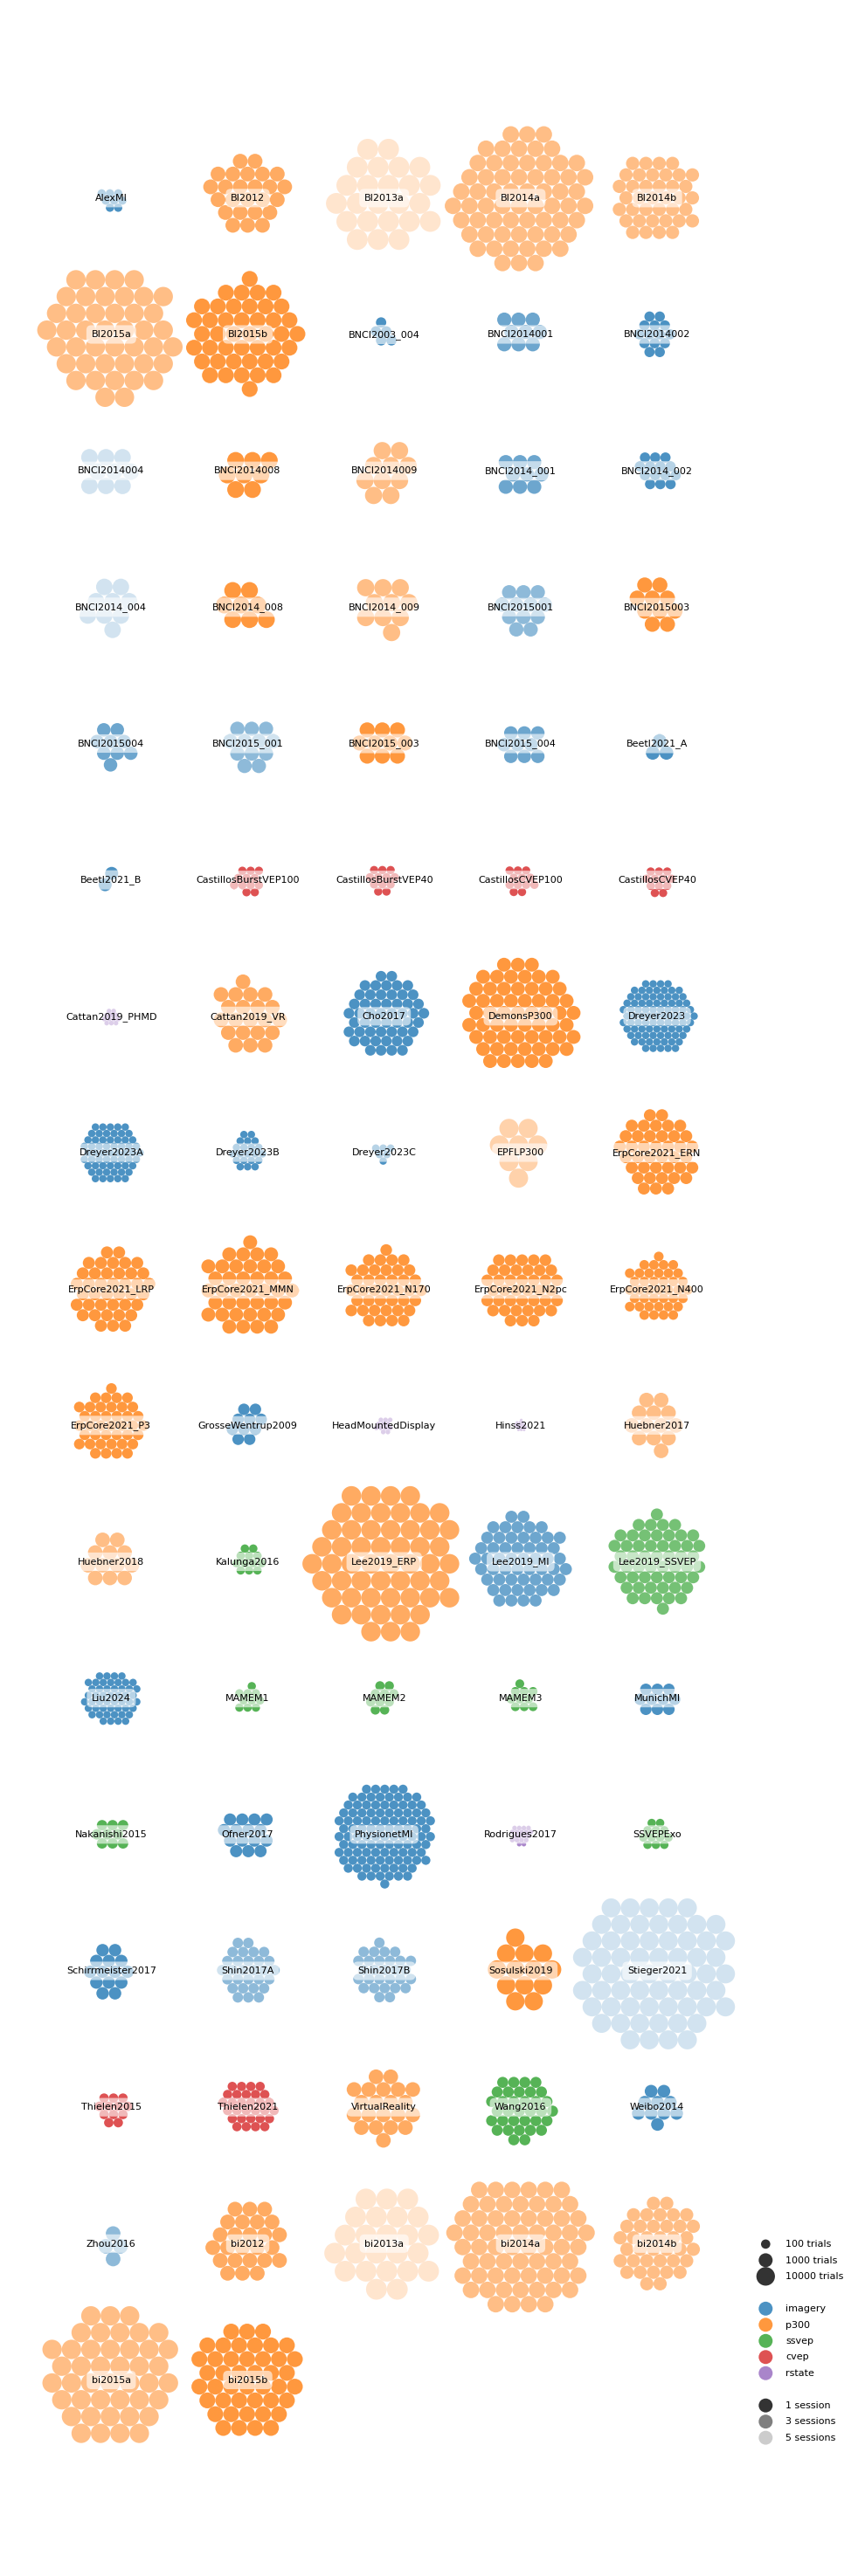 AlexMI
BI2012
BI2013a
BI2014a
BI2014b
BI2015a
BI2015b
BNCI2003_004
BNCI2014001
BNCI2014002
BNCI2014004
BNCI2014008
BNCI2014009
BNCI2014_001
BNCI2014_002
BNCI2014_004
BNCI2014_008
BNCI2014_009
BNCI2015001
BNCI2015003
BNCI2015004
BNCI2015_001
BNCI2015_003
BNCI2015_004
Beetl2021_A
Beetl2021_B
CastillosBurstVEP100
CastillosBurstVEP40
CastillosCVEP100
CastillosCVEP40
Cattan2019_PHMD
Cattan2019_VR
Cho2017
DemonsP300
Dreyer2023
Dreyer2023A
Dreyer2023B
Dreyer2023C
EPFLP300
ErpCore2021_ERN
ErpCore2021_LRP
ErpCore2021_MMN
ErpCore2021_N170
ErpCore2021_N2pc
ErpCore2021_N400
ErpCore2021_P3
GrosseWentrup2009
HeadMountedDisplay
Hinss2021
Huebner2017
Huebner2018
Kalunga2016
Lee2019_ERP
Lee2019_MI
Lee2019_SSVEP
Liu2024
MAMEM1
MAMEM2
MAMEM3
MunichMI
Nakanishi2015
Ofner2017
PhysionetMI
Rodrigues2017
SSVEPExo
Schirrmeister2017
Shin2017A
Shin2017B
Sosulski2019
Stieger2021
Thielen2015
Thielen2021
VirtualReality
Wang2016
Weibo2014
Zhou2016
bi2012
bi2013a
bi2014a
bi2014b
bi2015a
bi2015b
100 trials
1000 trials
10000 trials
imagery
p300
ssvep
cvep
rstate
1 session
3 sessions
5 sessions